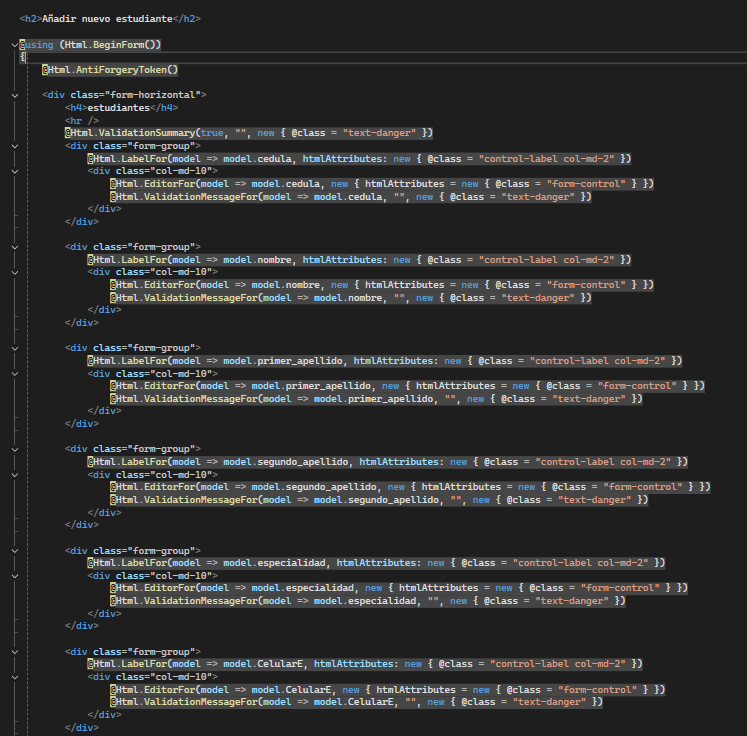 <h2>Añadir nuevo estudiante</h2>
@using (Html.BeginForm())
{
@Html.AntiForgeryToken()
<div class="form-horizontal">
<h4>estudiantes</h4>
<hr />
@Html.ValidationSummary(true, "", new { @class = "text-danger" })
<div class="form-group">
@Html.LabelFor(model => model.cedula, htmlAttributes: new { @class = "control-label col-md-2" })
<div class="col-md-10">
@Html.EditorFor(model => model.cedula, new { htmlAttributes = new { @class = "form-control" } })
@Html.ValidationMessageFor(model => model.cedula, "", new { @class = "text-danger" })
</div>
</div>
<div class="form-group">
@Html.LabelFor(model => model.nombre, htmlAttributes: new { @class = "control-label col-md-2" })
<div class="col-md-10">
@Html.EditorFor(model => model.nombre, new { htmlAttributes = new { @class = "form-control" } })
@Html.ValidationMessageFor(model => model.nombre, "", new { @class = "text-danger" })
</div>
</div>
<div class="form-group">
@Html.LabelFor(model => model.primer_apellido, htmlAttributes: new { @class = "control-label col-md-2" })
<div class="col-md-10">
@Html.EditorFor(model => model.primer_apellido, new { htmlAttributes = new { @class = "form-control" } })
@Html.ValidationMessageFor(model => model.primer_apellido, "", new { @class = "text-danger" })
</div>
</div>
<div class="form-group">
@Html.LabelFor(model => model.segundo_apellido, htmlAttributes: new { @class = "control-label col-md-2" })
<div class="col-md-10">
@Html.EditorFor(model => model.segundo_apellido, new { htmlAttributes = new { @class = "form-control" } })
@Html.ValidationMessageFor(model => model.segundo_apellido, "", new { @class = "text-danger" })
</div>
</div>
<div class="form-group">
@Html.LabelFor(model => model.especialidad, htmlAttributes: new { @class = "control-label col-md-2" })
<div class="col-md-10">
@Html.EditorFor(model => model.especialidad, new { htmlAttributes = new { @class = "form-control" } })
@Html.ValidationMessageFor(model => model.especialidad, "", new { @class = "text-danger" })
</div>
</div>
<div class="form-group">
@Html.LabelFor(model => model.CelularE, htmlAttributes: new { @class = "control-label col-md-2" })
<div class="col-md-10">
@Html.EditorFor(model => model.CelularE, new { htmlAttributes = new { @class = "form-control" } })
@Html.ValidationMessageFor(model => model.CelularE, "", new { @class = "text-danger" })
</div>
</div>